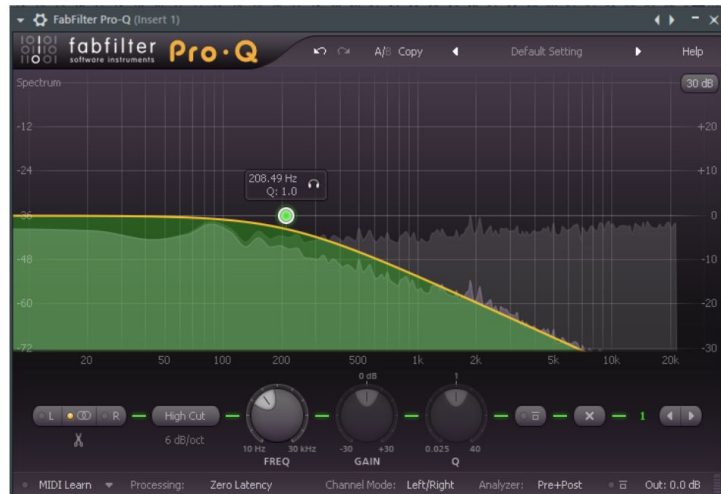 FabFilter Pro-Q (Insert 1)
fabfilter
software instruments
Pro·Q
A/B Copy
Default Setting
Help
Spectrum
30 dB
-12
+20
-24
+10
208.49 Hz
Q: 1.0
-36
0
-48
-10
-60
-20
-72
-30
20 50 100 200 500 1k 2k 5k 10k 20k
0 dB
1
L
R
High Cut
6 dB/oct
10 Hz 30 kHz
FREQ
-30 +30
GAIN
0.025 40
Q
1
MIDI Learn
Processing: Zero Latency
Channel Mode: Left/Right
Analyzer: Pre+Post
Out: 0.0 dB